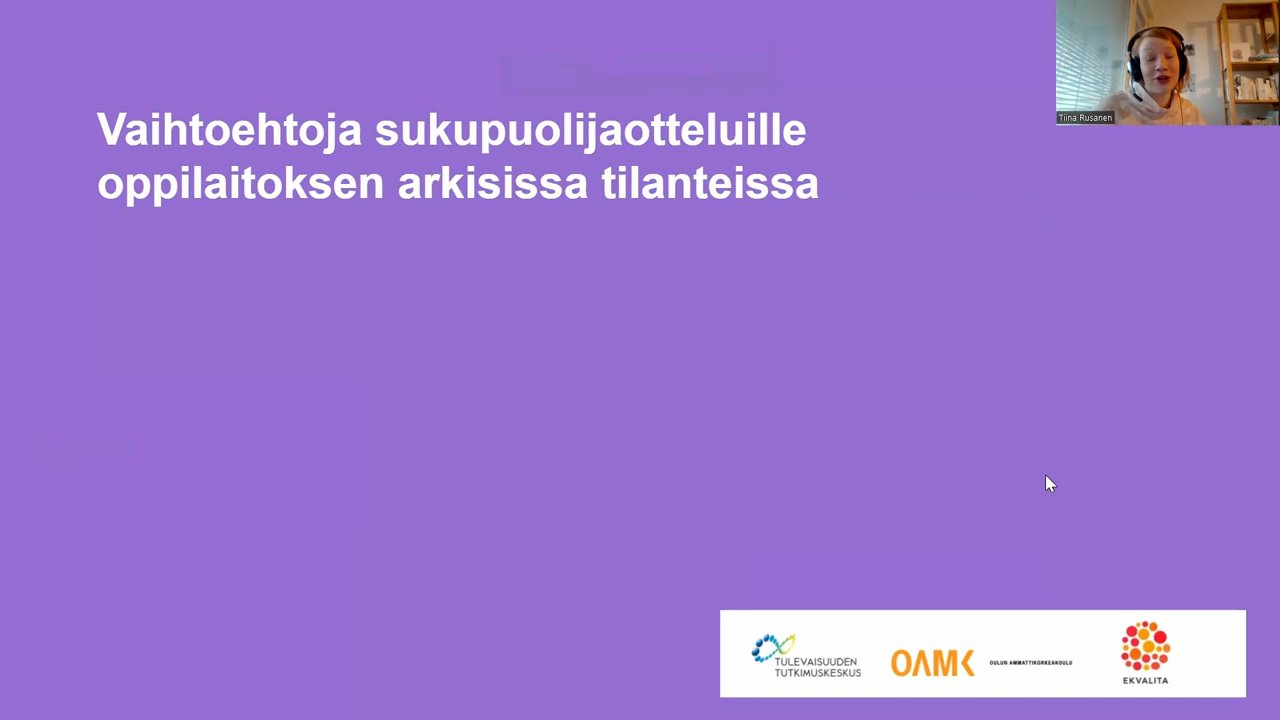 Tiina Rusanen
Vaihtoehtoja sukupuolijaotteluille
oppilaitoksen arkisissa tilanteissa
TULEVAISUUDEN
TUTKIMUSKESKUS
OAMK
OULUN AMMATTIKORKEAKOULU
EKVALITA